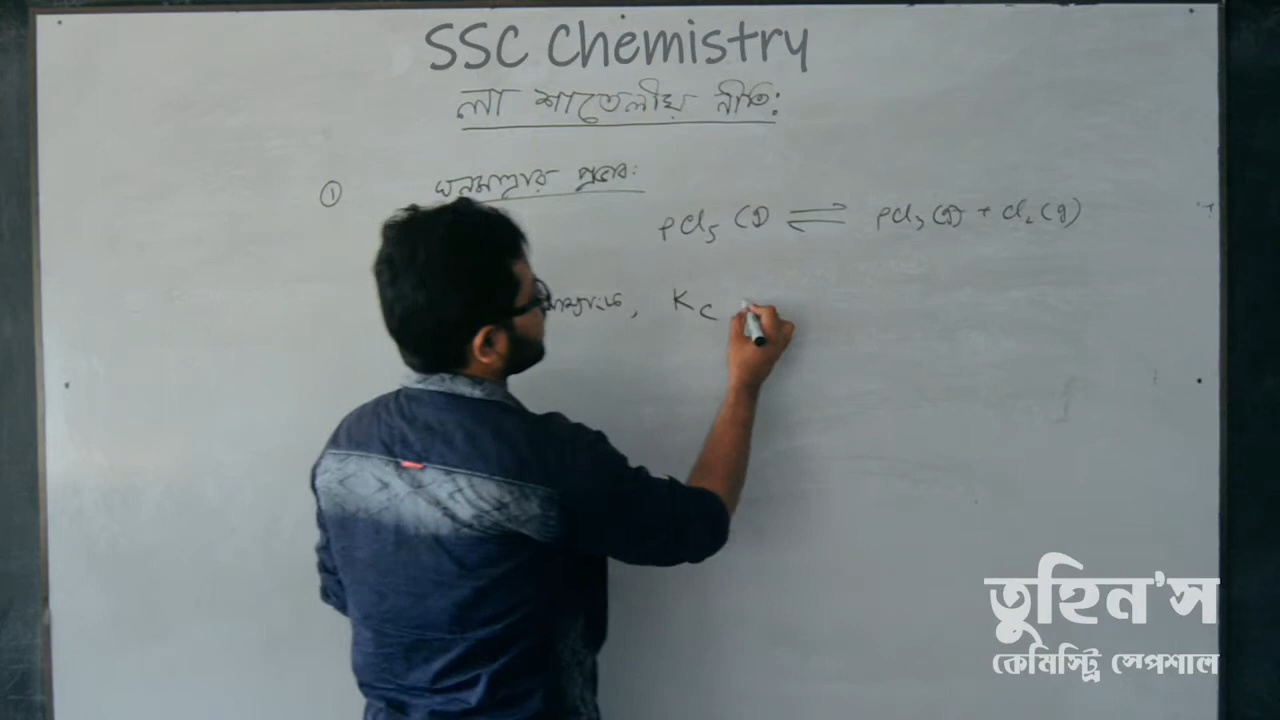 SSC Chemistry
লা শাতেলীয় নীতি:
① ঘনমাত্রার প্রভাব:
PCl₅ (g) ⇌ PCl₃ (g) + Cl₂ (g)
, Kc
তুহিন'স
কেমিস্ট্রি স্পেশাল